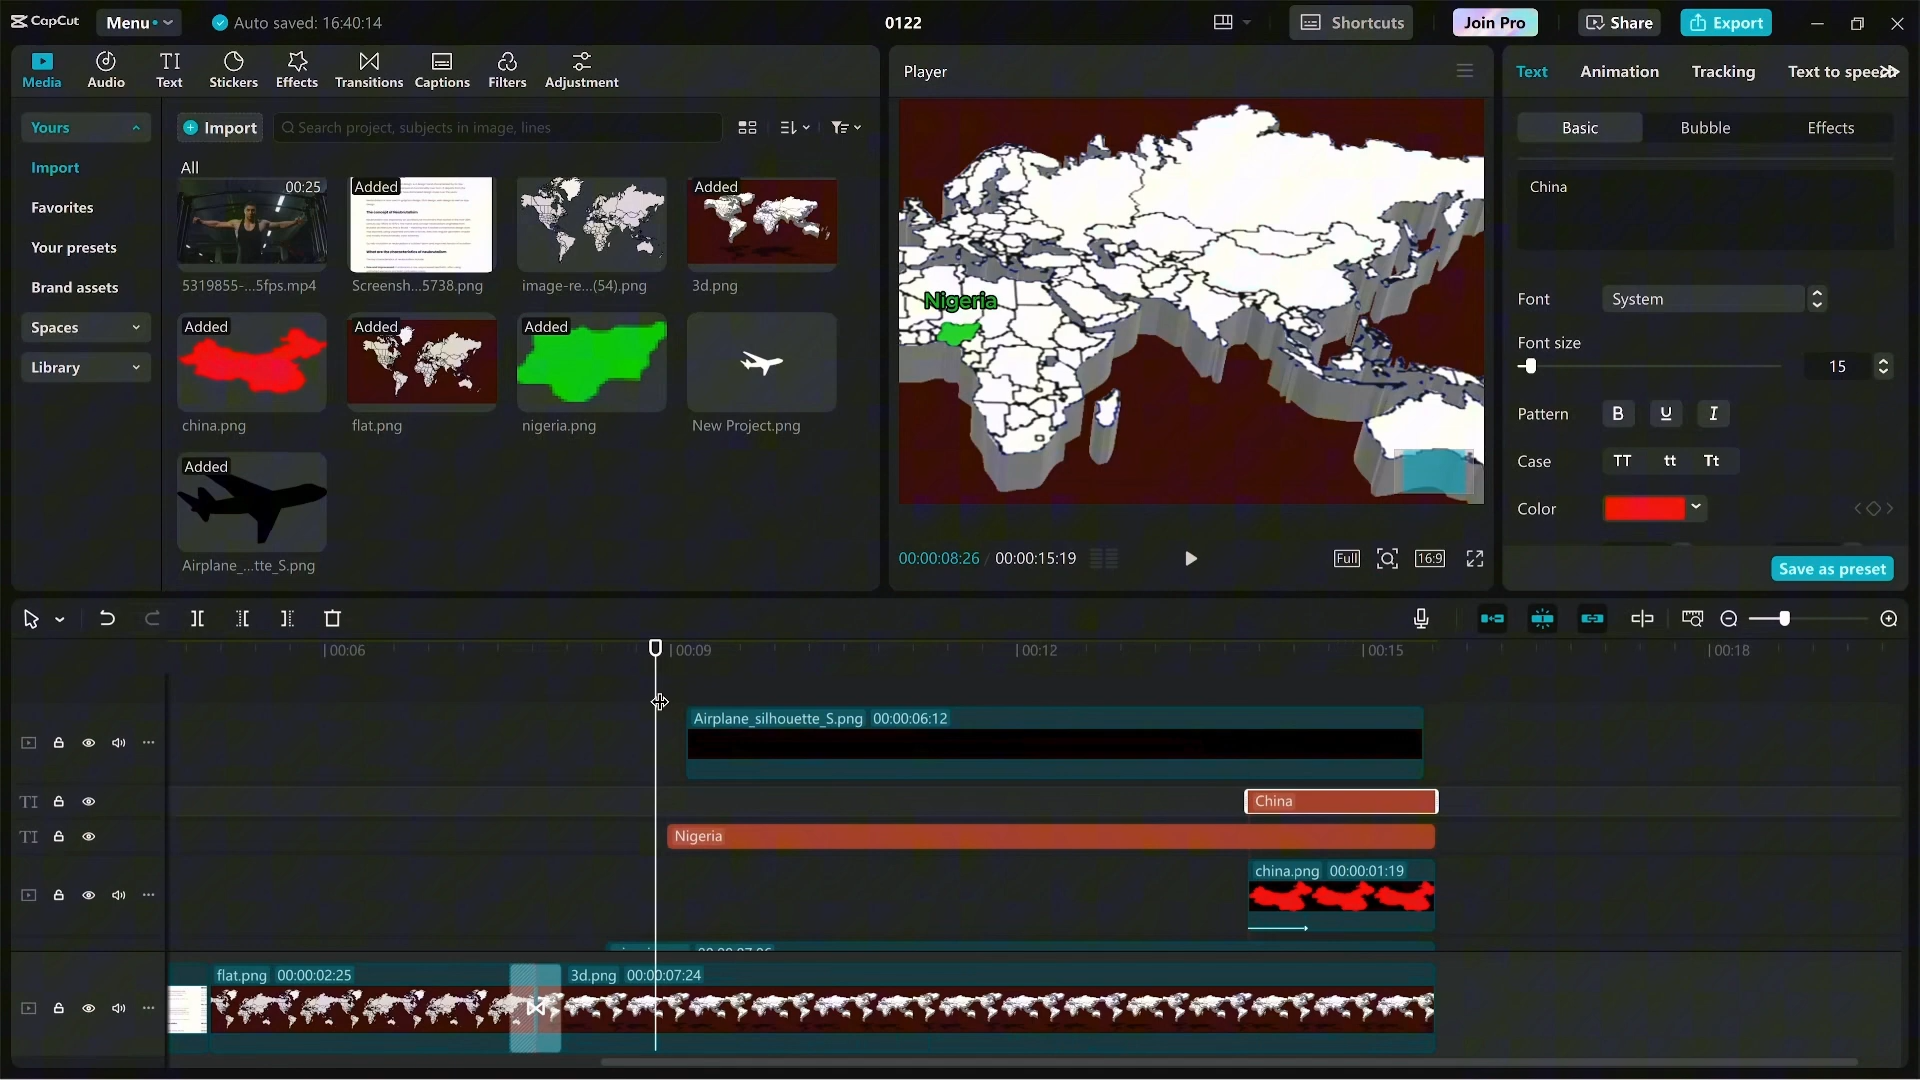 CapCut
Menu
Auto saved: 16:40:14
0122
Shortcuts
Join Pro
Share
Export
Media
Audio
TI
Text
Stickers
Effects
Transitions
Captions
Filters
Adjustment
Yours
Import
Favorites
Your presets
Brand assets
Spaces
Library
Import
Search project, subjects in image, lines
All
00:25
5319855-...5fps.mp4
Added
Screensh...5738.png
image-re...(54).png
Added
3d.png
Added
china.png
Added
flat.png
Added
nigeria.png
New Project.png
Added
Airplane_...tte_S.png
Player
Nigeria
00:00:08:26 / 00:00:15:19
Full
16:9
Text
Animation
Tracking
Text to speech
Basic
Bubble
Effects
China
Font
System
Font size
15
Pattern
B
U
I
Case
TT
tt
Tt
Color
Save as preset
00:06
00:09
00:12
00:15
00:18
Airplane_silhouette_S.png 00:00:06:12
TI
China
TI
Nigeria
china.png 00:00:01:19
flat.png 00:00:02:25
3d.png 00:00:07:24